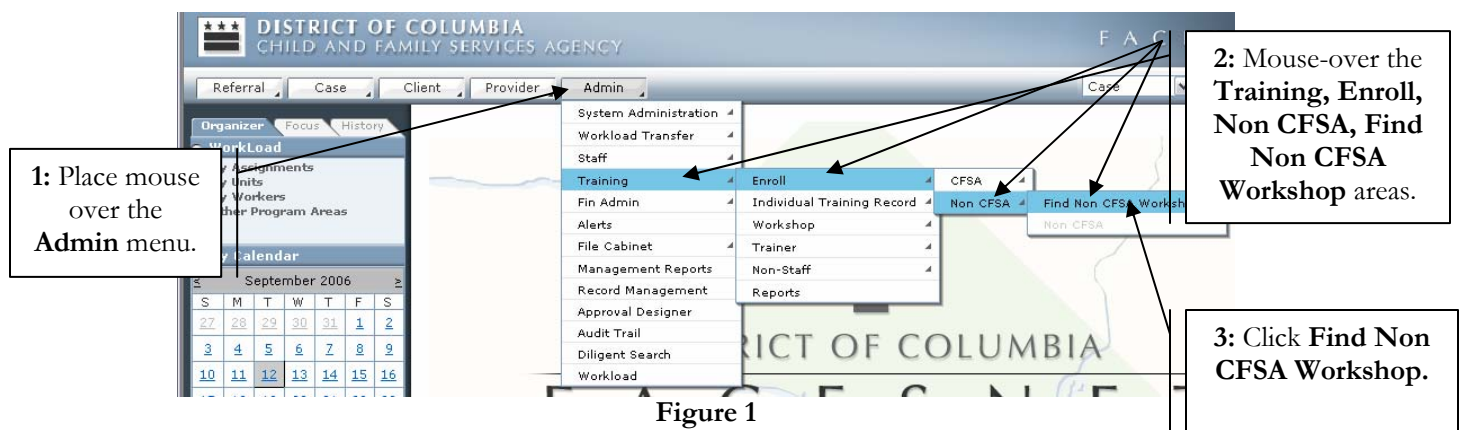 DISTRICT OF COLUMBIA
CHILD AND FAMILY SERVICES AGENCY
F A C
Referral Case Client Provider Admin Case
Organizer Focus History
WorkLoad
Assignments
Units
Workers
Program Areas
Calendar
< September 2006 >
S M T W T F S
27 28 29 30 31 1 2
3 4 5 6 7 8 9
10 11 12 13 14 15 16
System Administration
Workload Transfer
Staff
Training
Fin Admin
Alerts
File Cabinet
Management Reports
Record Management
Approval Designer
Audit Trail
Diligent Search
Workload
Enroll
Individual Training Record
Workshop
Trainer
Non-Staff
Reports
CFSA
Non CFSA
Find Non CFSA Worksh
Non CFSA
RICT OF COLUMBIA
1: Place mouse
over the
Admin menu.
2: Mouse-over the
Training, Enroll,
Non CFSA, Find
Non CFSA
Workshop areas.
3: Click Find Non
CFSA Workshop.
Figure 1